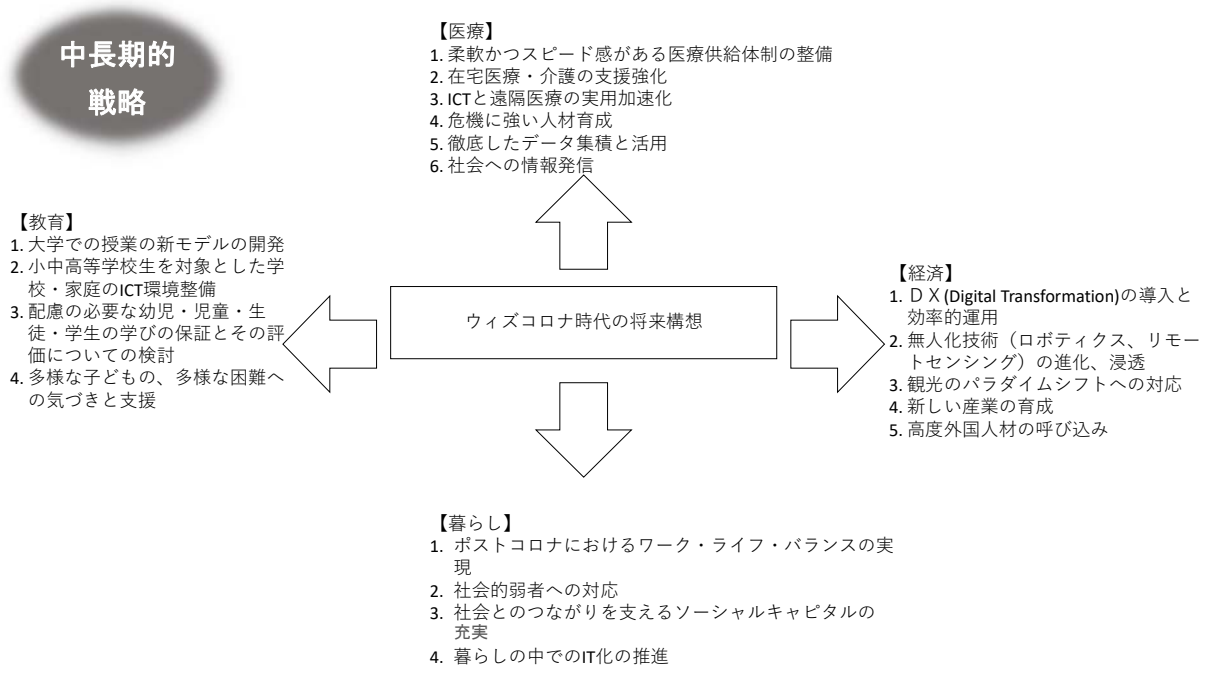 中長期的
戦略
【医療】
1. 柔軟かつスピード感がある医療供給体制の整備
2. 在宅医療・介護の支援強化
3. ICTと遠隔医療の実用加速化
4. 危機に強い人材育成
5. 徹底したデータ集積と活用
6. 社会への情報発信
【教育】
1. 大学での授業の新モデルの開発
2. 小中高等学校生を対象とした学
校・家庭のICT環境整備
3. 配慮の必要な幼児・児童・生
徒・学生の学びの保証とその評
価についての検討
4. 多様な子どもの、多様な困難へ
の気づきと支援
ウィズコロナ時代の将来構想
【経済】
1. ＤＸ(Digital Transformation)の導入と
効率的運用
2. 無人化技術（ロボティクス、リモー
トセンシング）の進化、浸透
3. 観光のパラダイムシフトへの対応
4. 新しい産業の育成
5. 高度外国人材の呼び込み
【暮らし】
1. ポストコロナにおけるワーク・ライフ・バランスの実
現
2. 社会的弱者への対応
3. 社会とのつながりを支えるソーシャルキャピタルの
充実
4. 暮らしの中でのIT化の推進